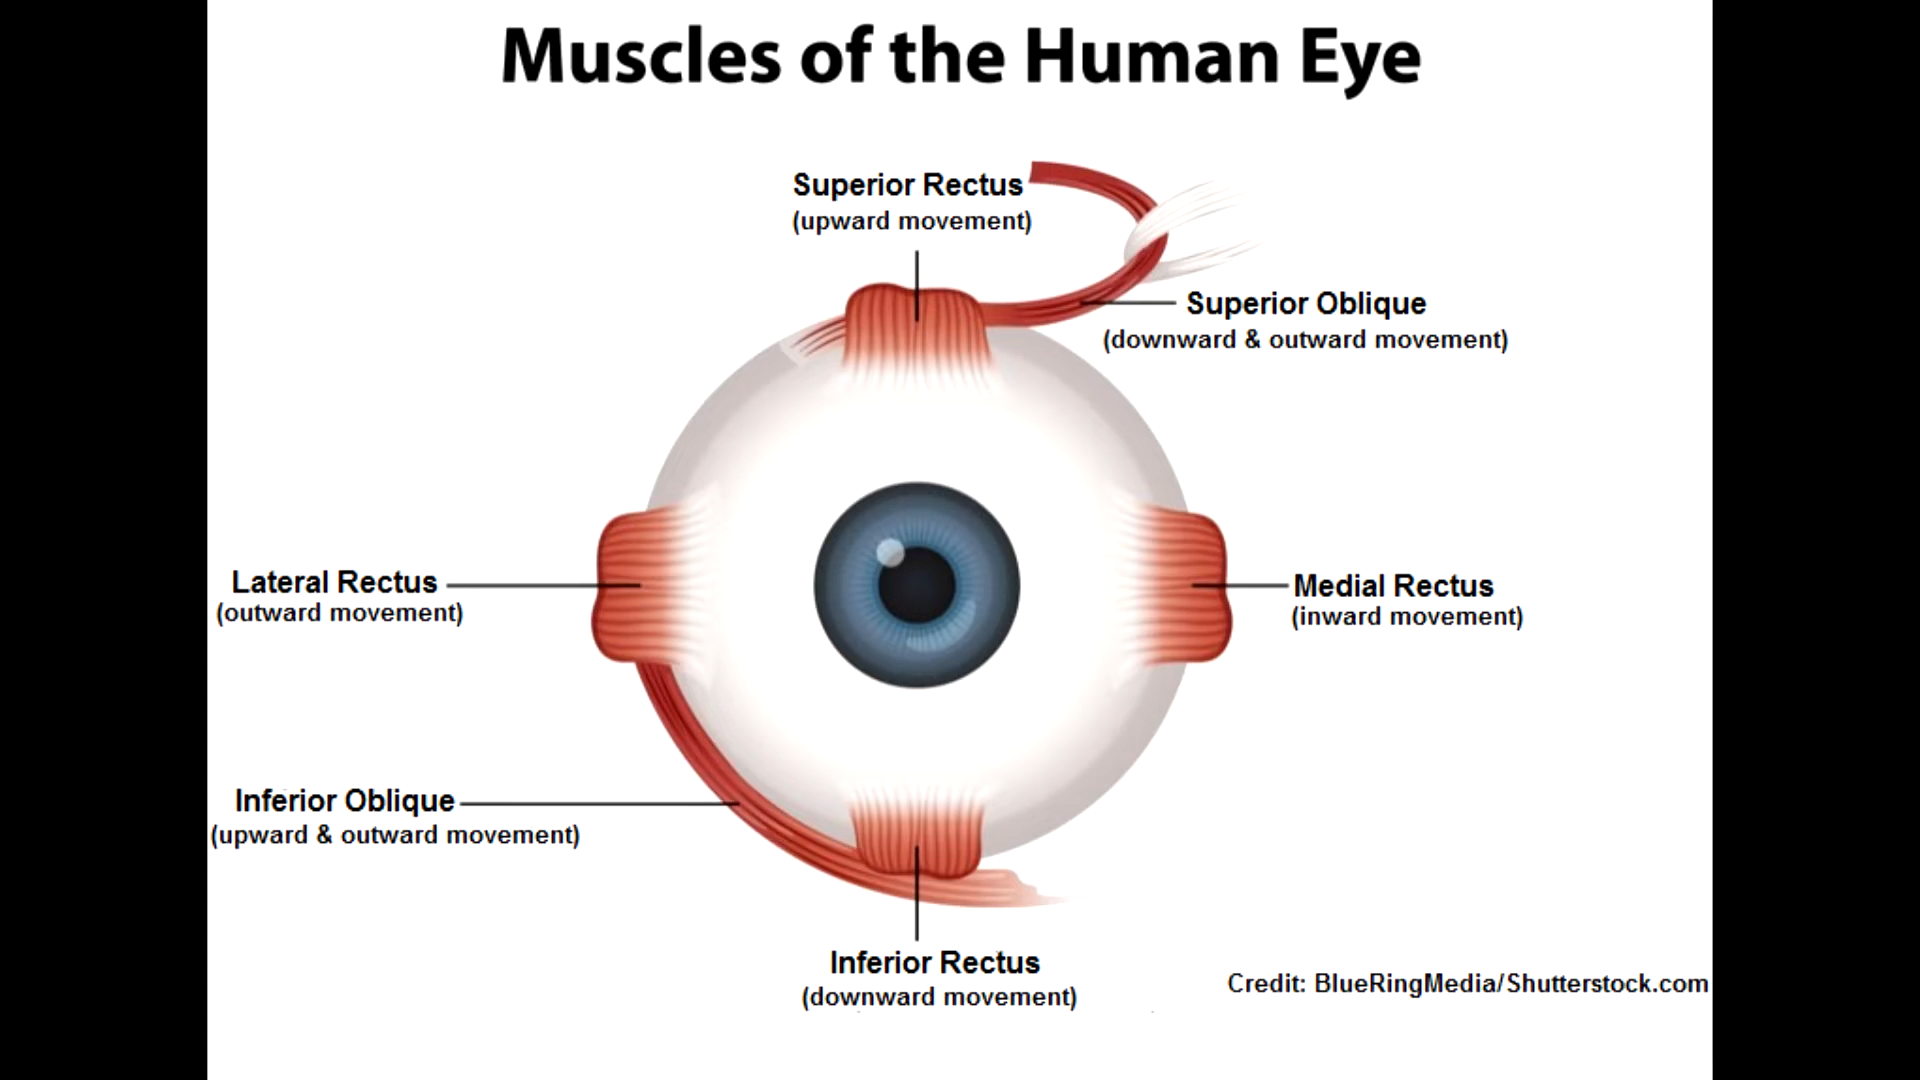 Muscles of the Human Eye
Superior Rectus
(upward movement)
Superior Oblique
(downward & outward movement)
Lateral Rectus
(outward movement)
Medial Rectus
(inward movement)
Inferior Oblique
(upward & outward movement)
Inferior Rectus
(downward movement)
Credit: BlueRingMedia/Shutterstock.com